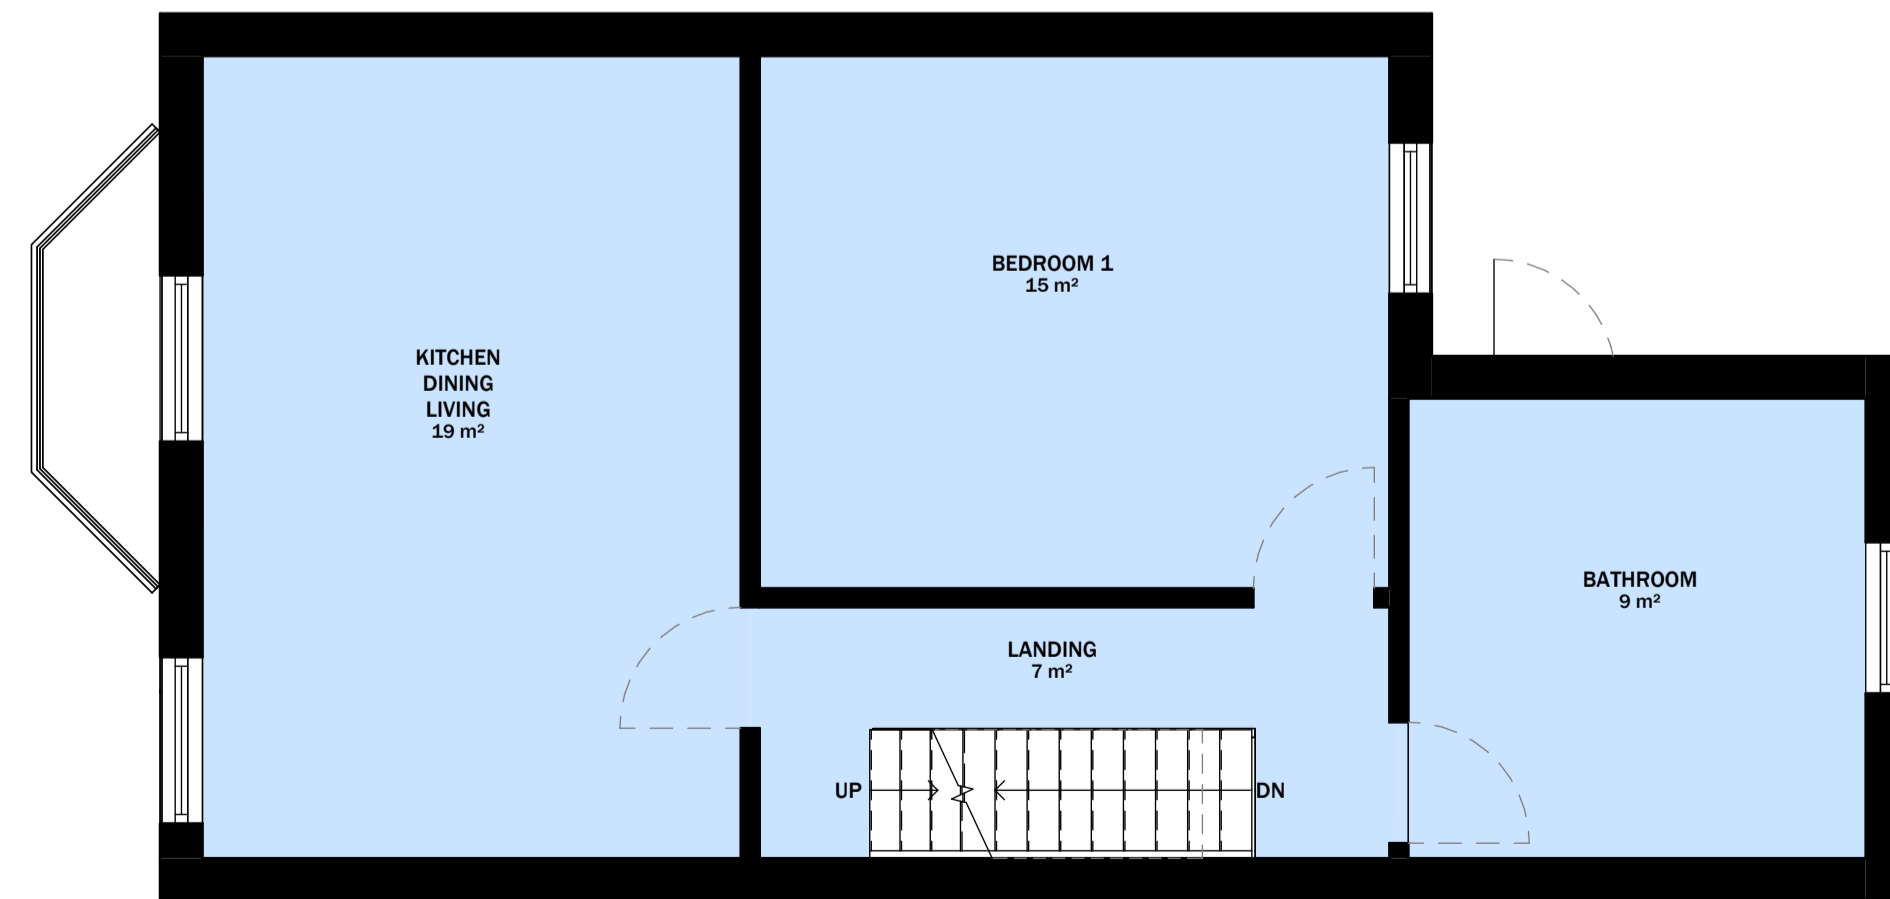 BEDROOM 1
15 m²
KITCHEN
DINING
LIVING
19 m²
BATHROOM
9 m²
LANDING
7 m²
UP
DN